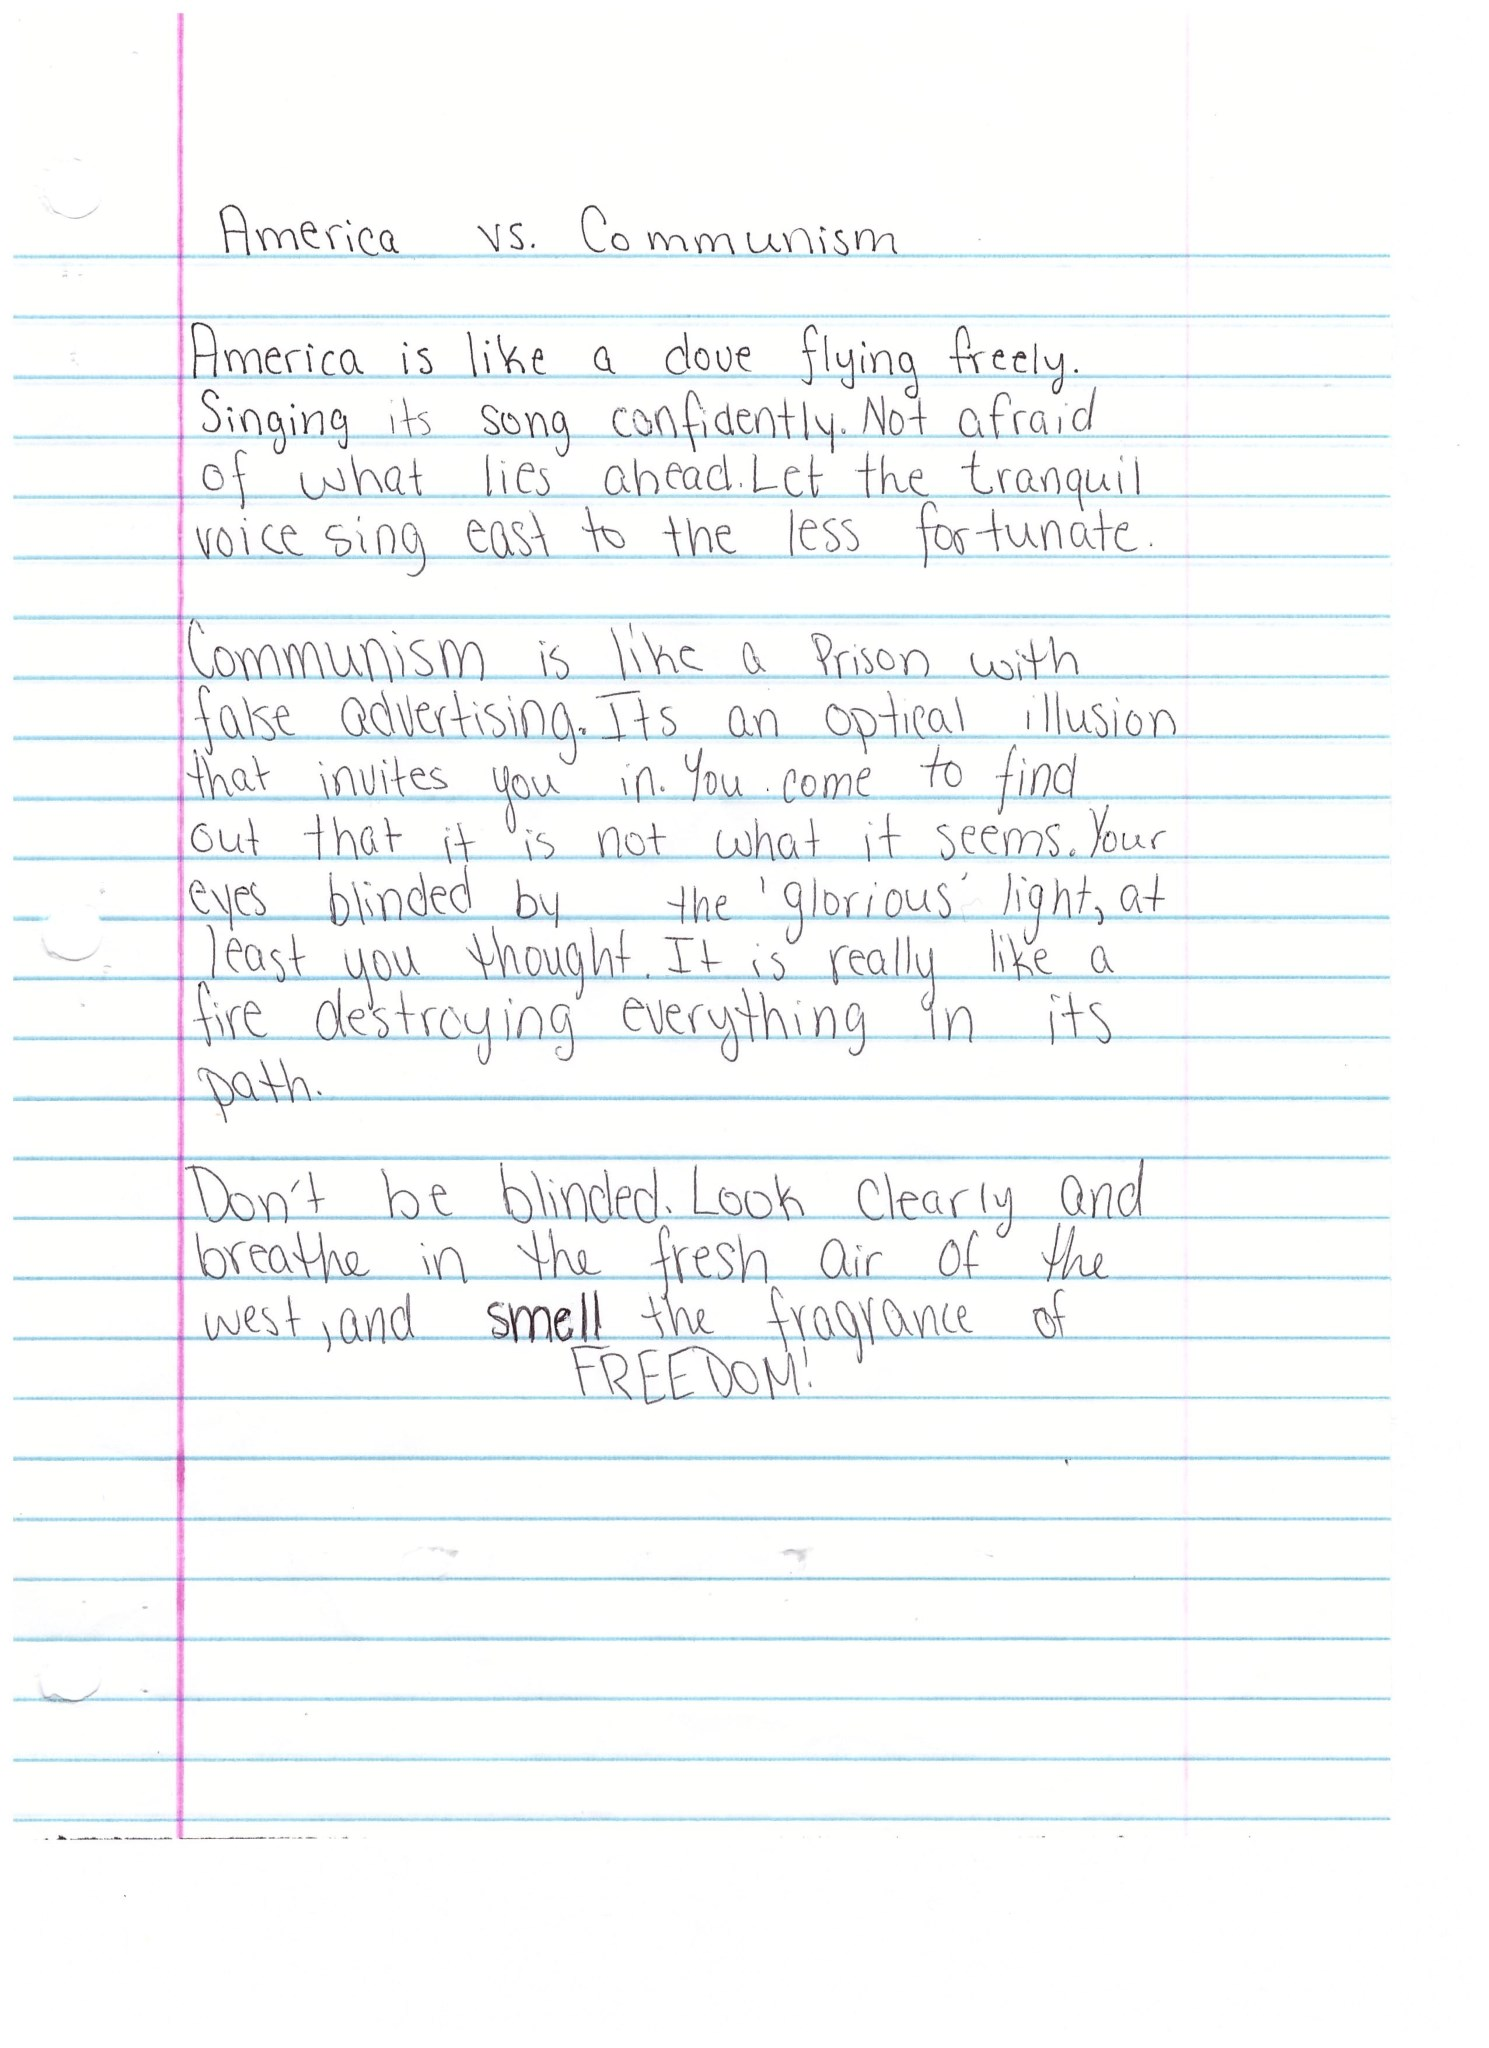 America vs. Communism
America is like a dove flying freely.
Singing its song confidently. Not afraid
of what lies ahead. Let the tranquil
voice sing east to the less fortunate.
Communism is like a Prison with
false advertising. Its an optical illusion
that invites you in. You come to find
out that it is not what it seems. Your
eyes blinded by the 'glorious' light, at
least you thought. It is really like a
fire destroying everything in its
path.
Don't be blinded. Look Clearly and
breathe in the fresh air of the
west, and smell the fragrance of
FREEDOM!